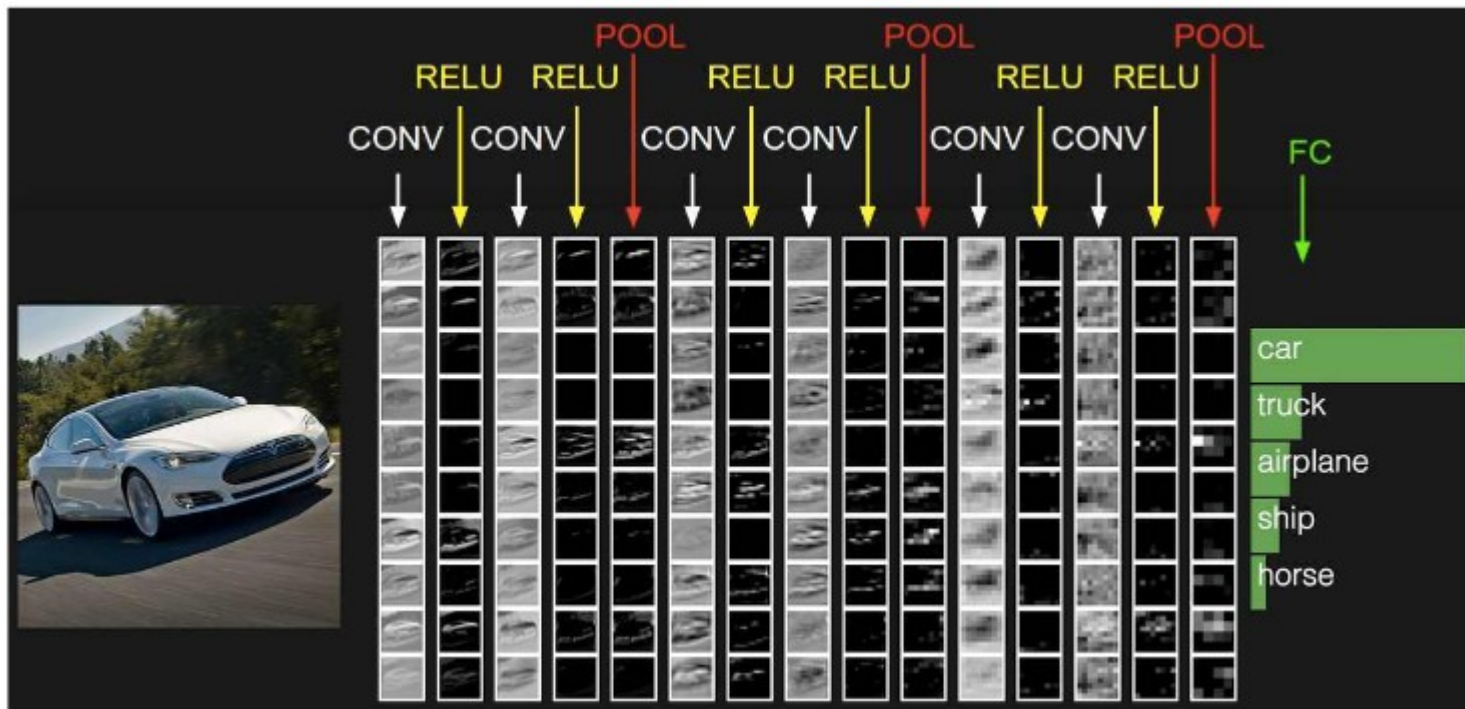 POOL POOL POOL
RELU RELU RELU RELU RELU RELU
CONV CONV CONV CONV CONV CONV
FC
car
truck
airplane
ship
horse